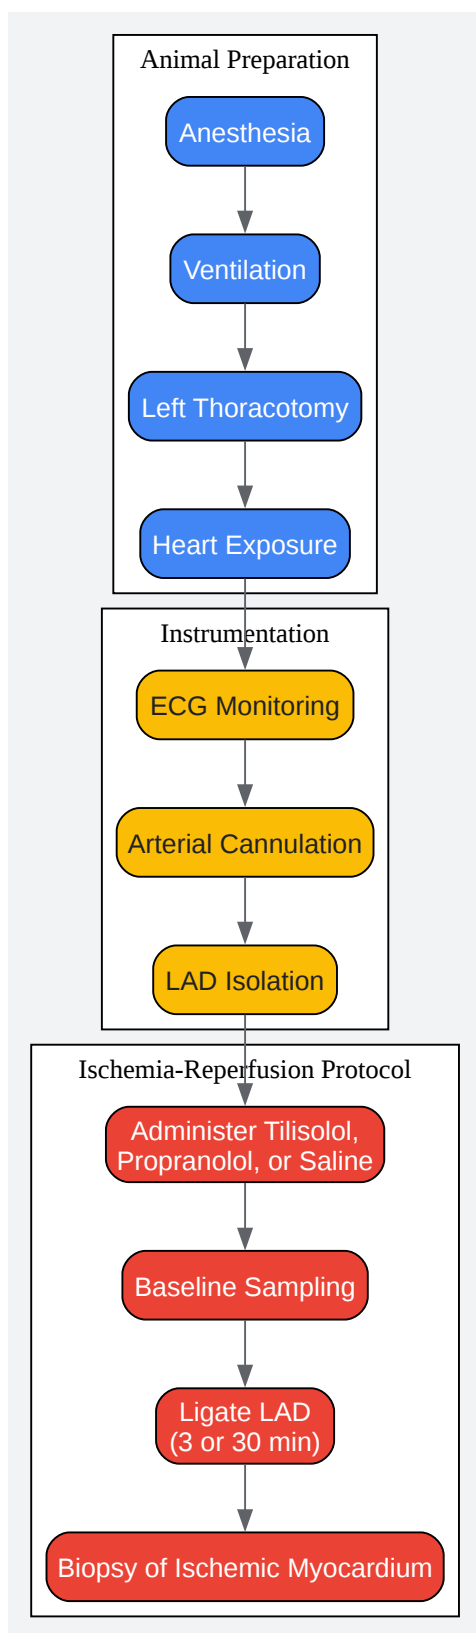 Animal Preparation
Anesthesia
Ventilation
Left Thoracotomy
Heart Exposure
Instrumentation
ECG Monitoring
Arterial Cannulation
LAD Isolation
Ischemia-Reperfusion Protocol
Administer Tilisolol,
Propranolol, or Saline
Baseline Sampling
Ligate LAD
(3 or 30 min)
Biopsy of Ischemic Myocardium